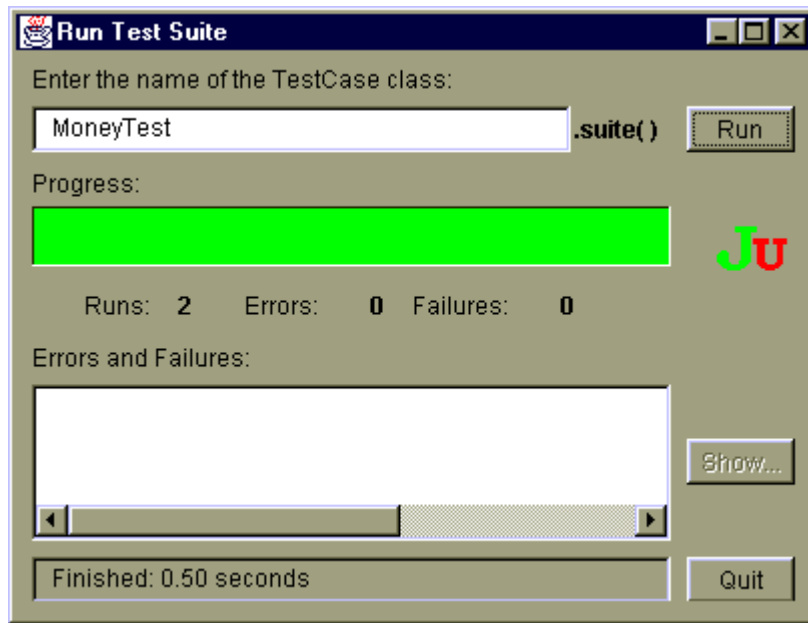 Run Test Suite
Enter the name of the TestCase class:
MoneyTest .suite() Run
Progress:
JU
Runs: 2 Errors: 0 Failures: 0
Errors and Failures:
Show...
Finished: 0.50 seconds Quit